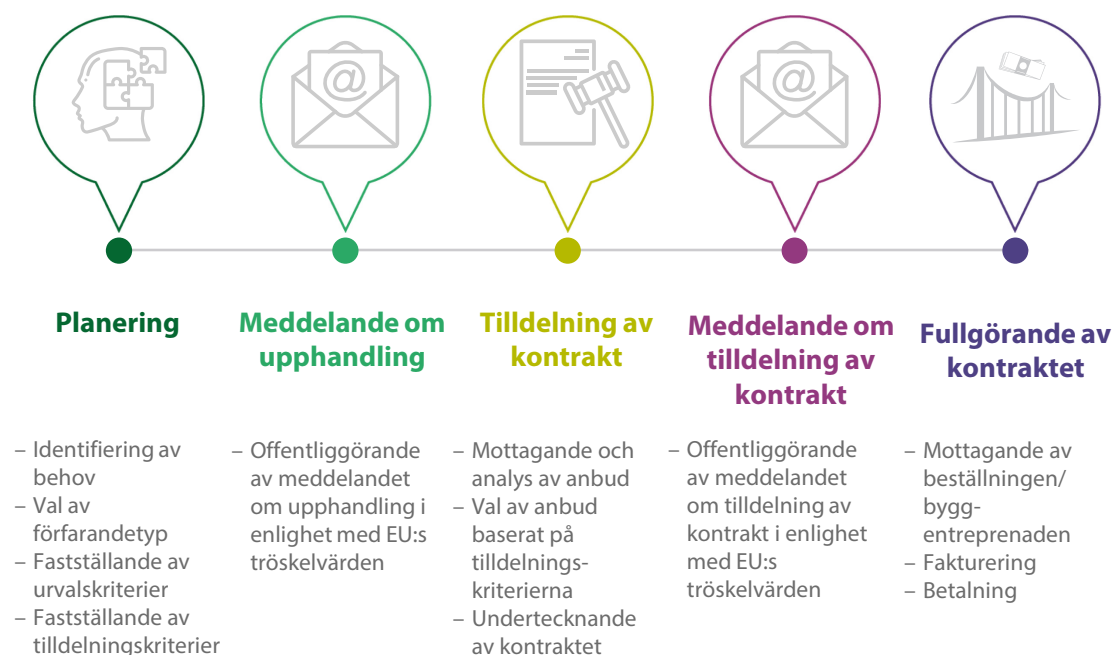 @
@
Planering
Meddelande om
upphandling
Tilldelning av
kontrakt
Meddelande om
tilldelning av
kontrakt
Fullgörande av
kontraktet
– Identifiering av
behov
– Val av
förfarandetyp
– Fastställande av
urvalskriterier
– Fastställande av
tilldelningskriterier
– Offentliggörande
av meddelandet
om upphandling i
enlighet med EU:s
tröskelvärden
– Mottagande och
analys av anbud
– Val av anbud
baserat på
tilldelnings-
kriterierna
– Undertecknande
av kontraktet
– Offentliggörande
av meddelandet
om tilldelning av
kontrakt i enlighet
med EU:s
tröskelvärden
– Mottagande av
beställningen/
bygg-
entreprenaden
– Fakturering
– Betalning